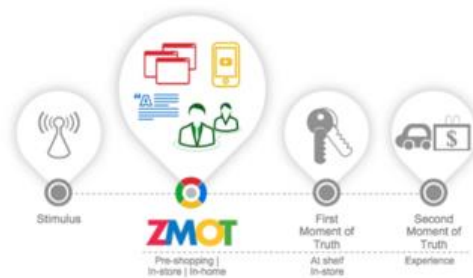 "A
$
Stimulus
ZMOT
Pre-shopping |
In-store | In-home
First
Moment of
Truth
At shelf
In-store
Second
Moment of
Truth
Experience